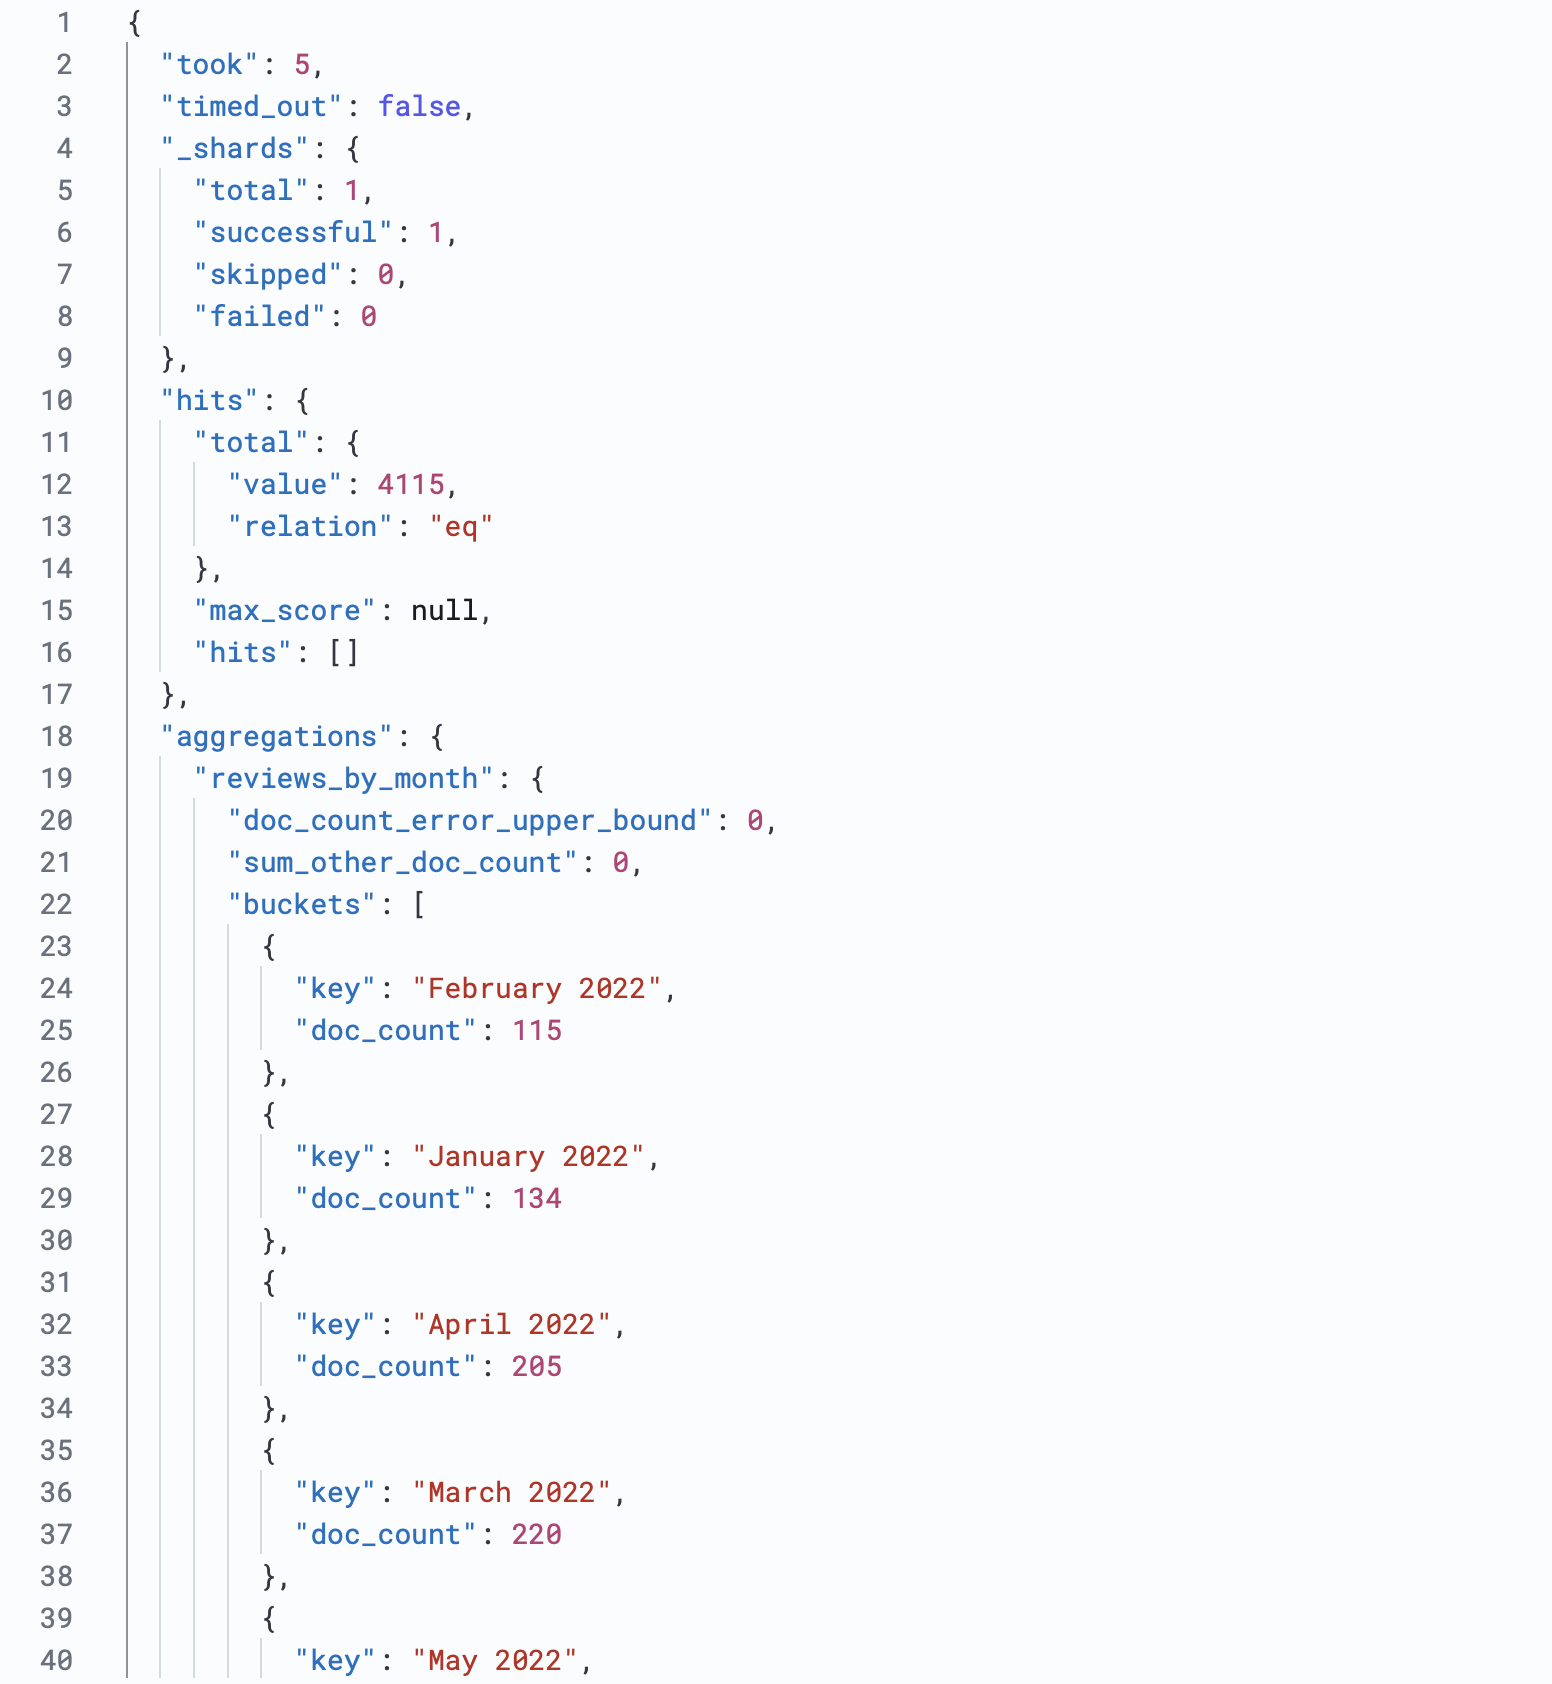 1 {
2 "took": 5,
3 "timed_out": false,
4 "_shards": {
5 "total": 1,
6 "successful": 1,
7 "skipped": 0,
8 "failed": 0
9 },
10 "hits": {
11 "total": {
12 "value": 4115,
13 "relation": "eq"
14 },
15 "max_score": null,
16 "hits": []
17 },
18 "aggregations": {
19 "reviews_by_month": {
20 "doc_count_error_upper_bound": 0,
21 "sum_other_doc_count": 0,
22 "buckets": [
23 {
24 "key": "February 2022",
25 "doc_count": 115
26 },
27 {
28 "key": "January 2022",
29 "doc_count": 134
30 },
31 {
32 "key": "April 2022",
33 "doc_count": 205
34 },
35 {
36 "key": "March 2022",
37 "doc_count": 220
38 },
39 {
40 "key": "May 2022",